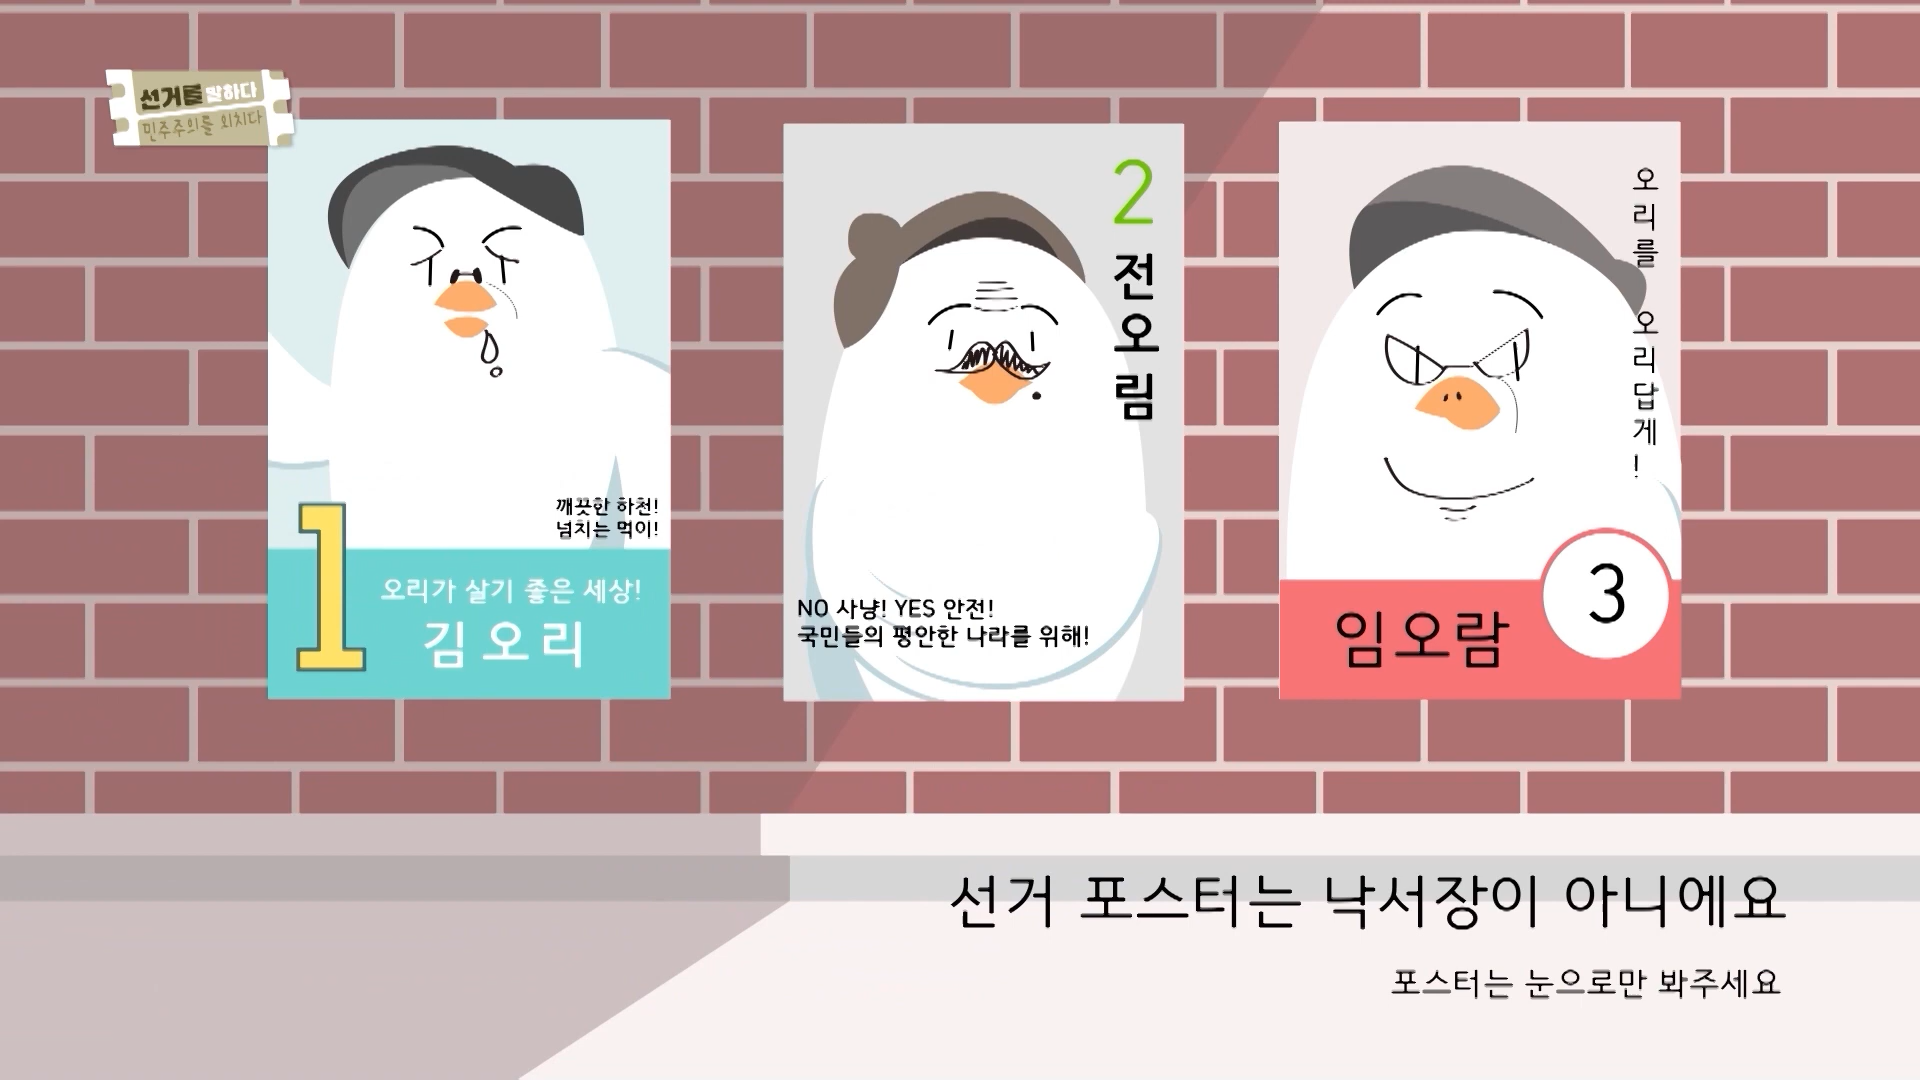 선거를 말하다
민주주의를 외치다
깨끗한 하천!
넘치는 먹이!
1
오리가 살기 좋은 세상!
김오리
2
전오림
NO 사냥! YES 안전!
국민들의 평안한 나라를 위해!
오리를 오리답게!
3
임오람
선거 포스터는 낙서장이 아니에요
포스터는 눈으로만 봐주세요